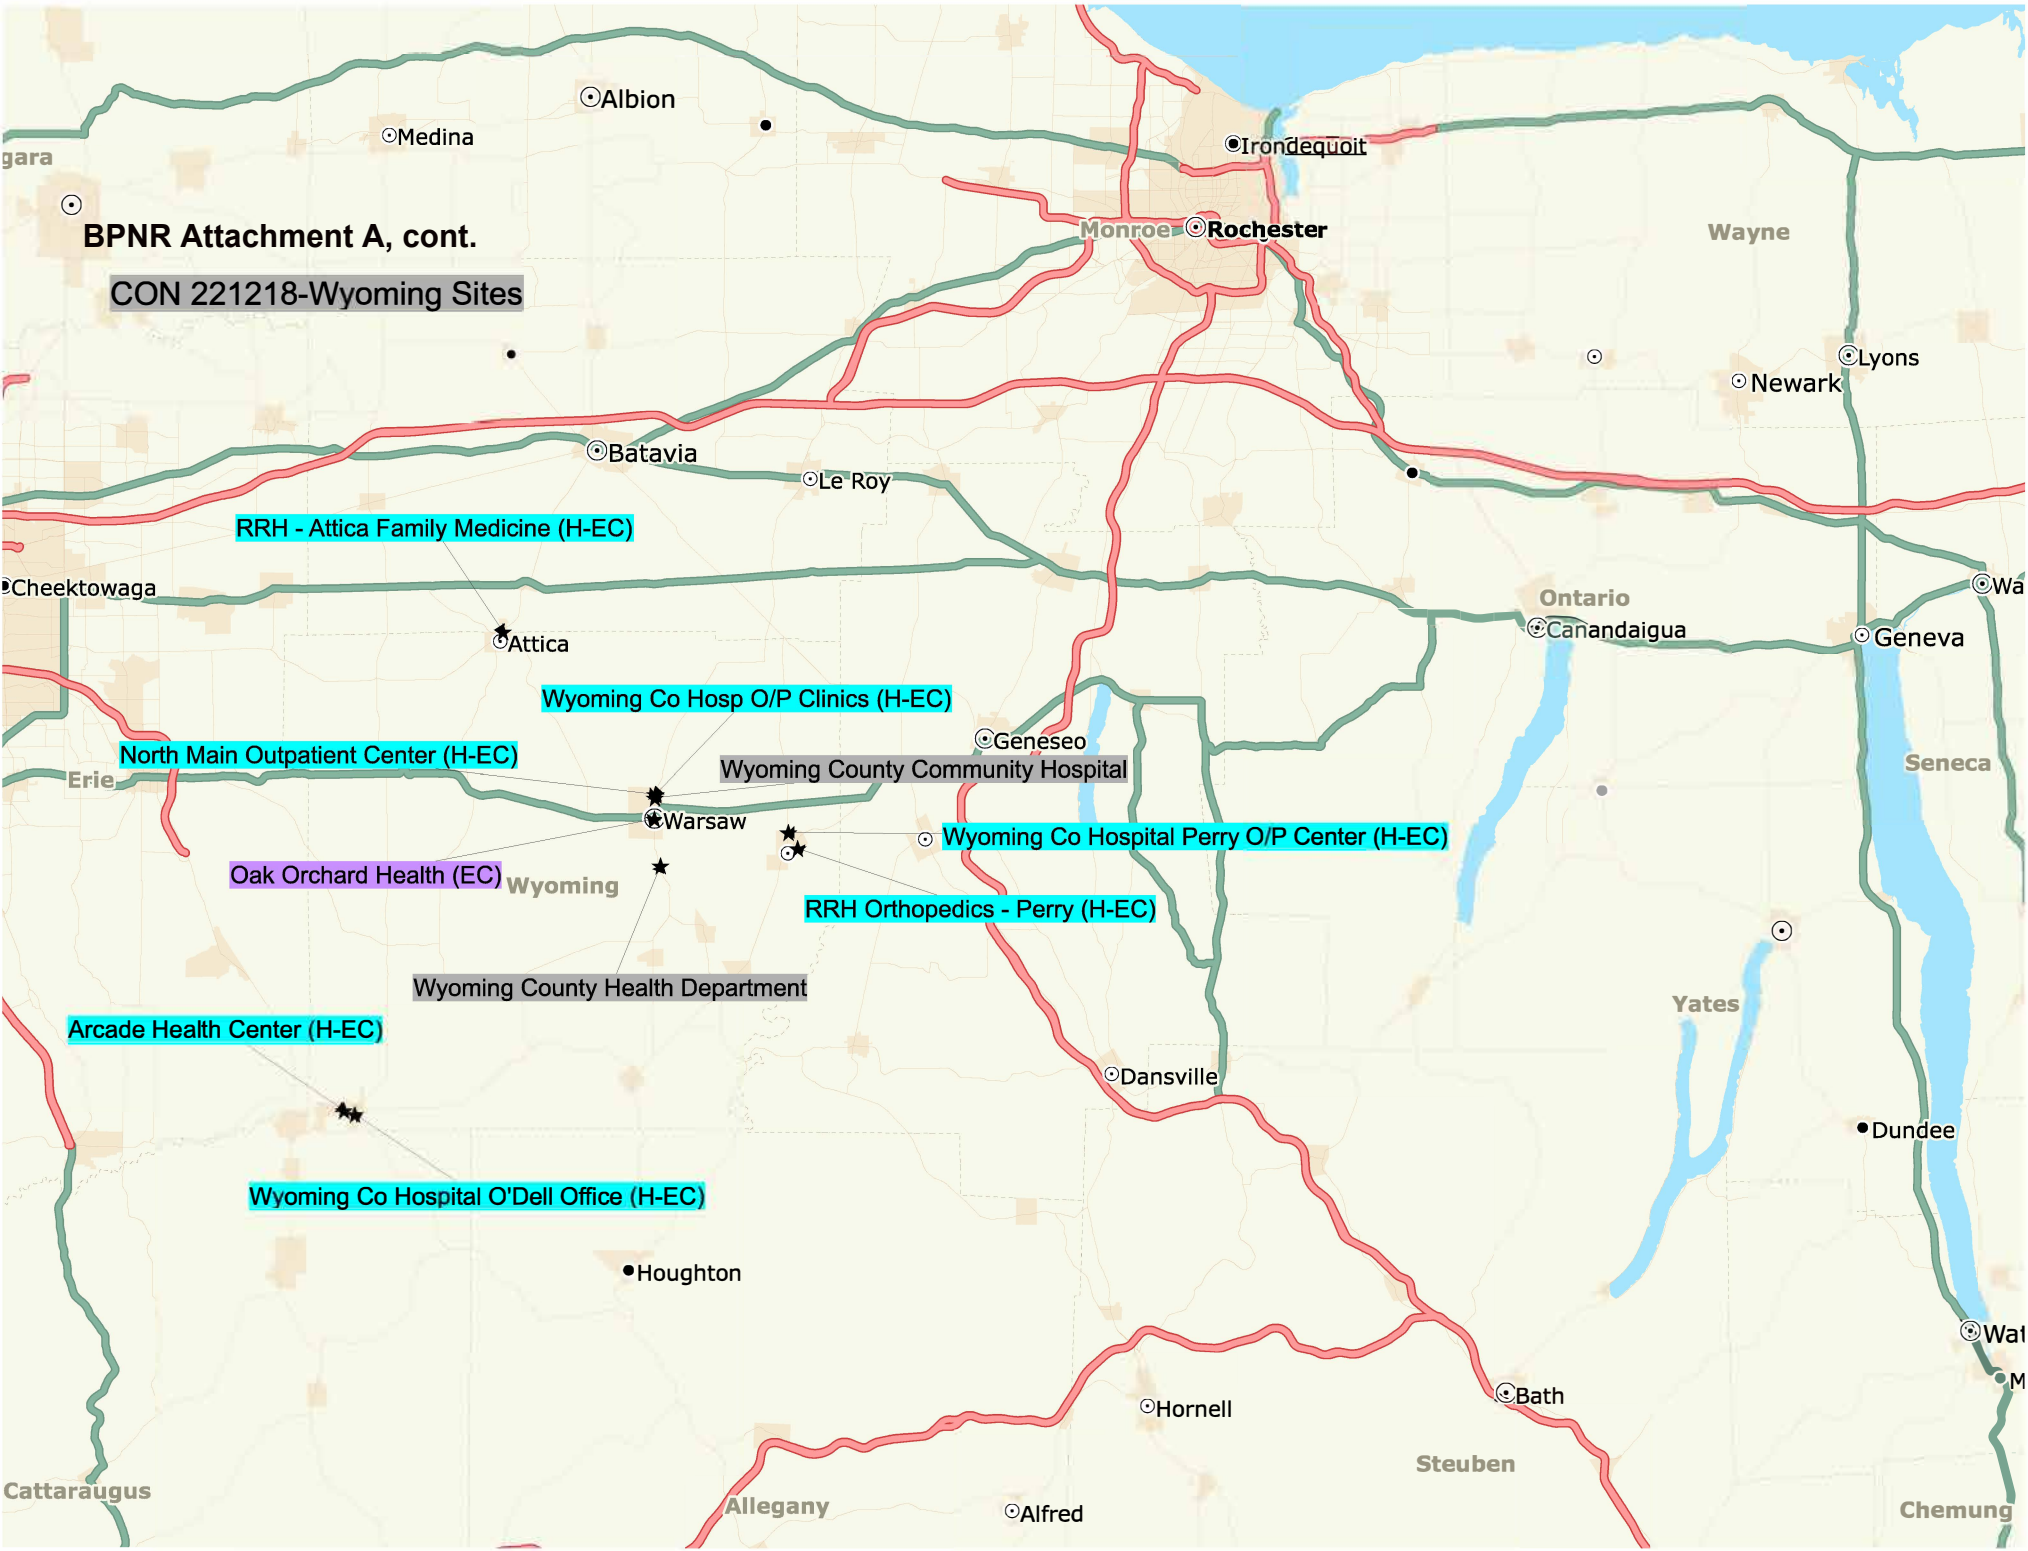 Albion
Medina
Irondequoit
gara
BPNR Attachment A, cont.
Monroe
Rochester
Wayne
CON 221218-Wyoming Sites
Lyons
Newark
Batavia
Le Roy
RRH - Attica Family Medicine (H-EC)
Cheektowaga
Wa
Ontario
Canandaigua
Geneva
Attica
Wyoming Co Hosp O/P Clinics (H-EC)
Geneseo
North Main Outpatient Center (H-EC)
Wyoming County Community Hospital
Seneca
Erie
Warsaw
Wyoming Co Hospital Perry O/P Center (H-EC)
Oak Orchard Health (EC)
Wyoming
RRH Orthopedics - Perry (H-EC)
Wyoming County Health Department
Yates
Arcade Health Center (H-EC)
Dansville
Dundee
Wyoming Co Hospital O'Dell Office (H-EC)
Houghton
Wat
M
Bath
Hornell
Steuben
Cattaraugus
Allegany
Alfred
Chemung